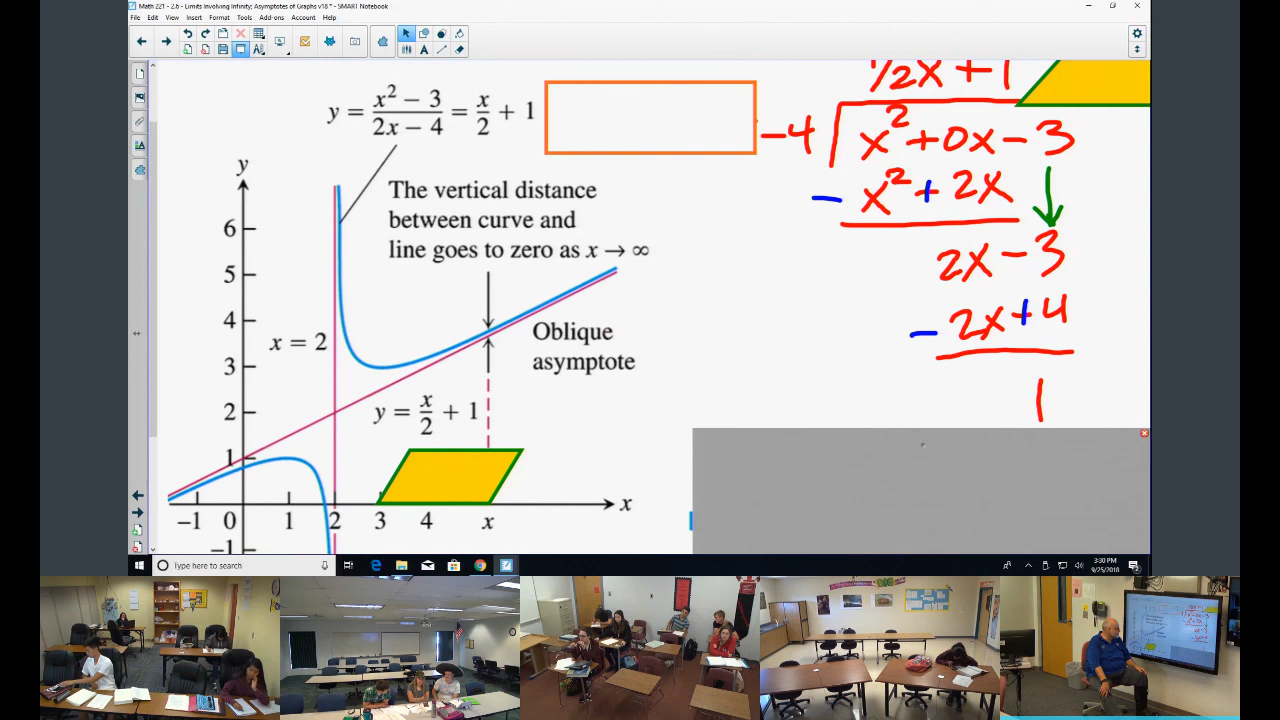 Math 221 - 2.6 - Limits Involving Infinity; Asymptotes of Graphs v18 * - SMART Notebook
File Edit View Insert Format Tools Add-ons Account Help
y = (x² − 3)/(2x − 4) = x/2 + 1
y
The vertical distance
between curve and
line goes to zero as x → ∞
6
5
4
3
2
1
x = 2
Oblique
asymptote
y = x/2 + 1
−1 0 1 2 3 4 x
x
−1
1/2x + 1
−4 x² + 0x − 3
− x² + 2x
2x − 3
− 2x + 4
1
Type here to search
3:30 PM
9/25/2018